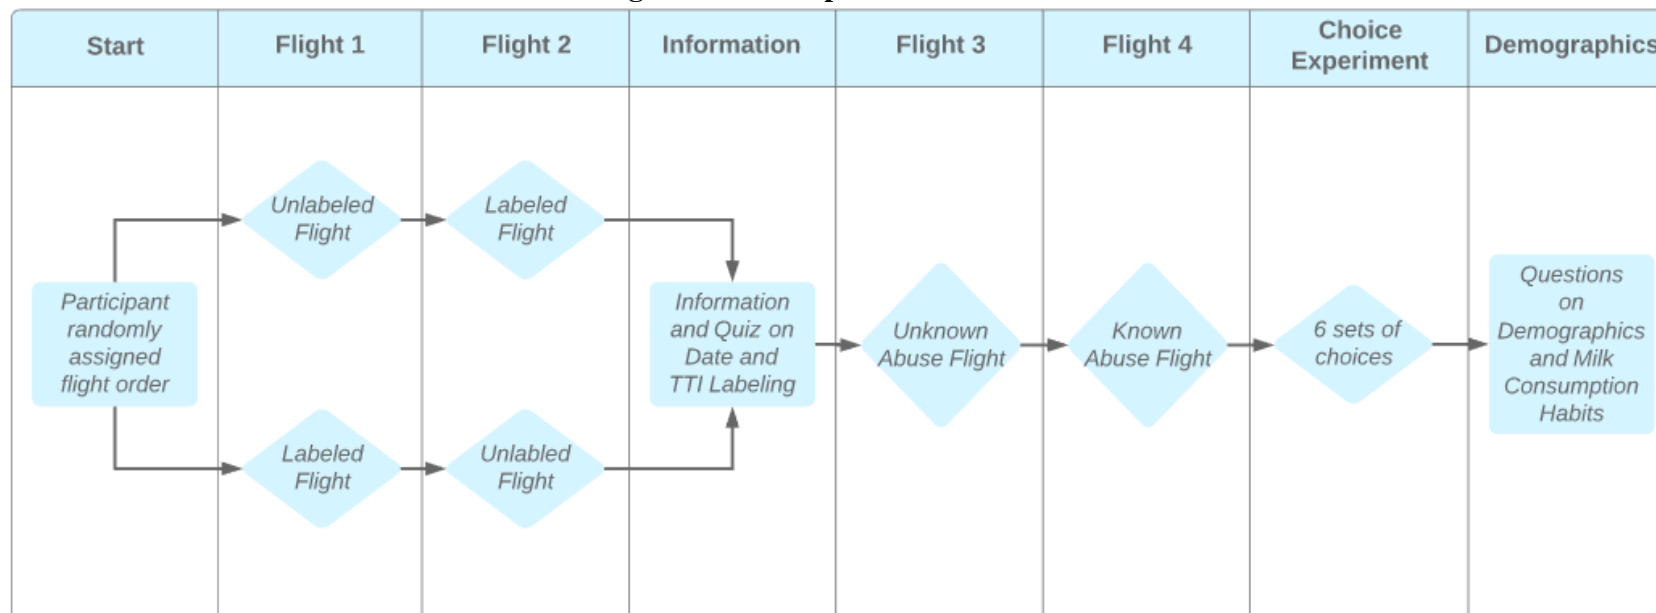 Start
Flight 1
Flight 2
Information
Flight 3
Flight 4
Choice
Experiment
Demographics
Participant
randomly
assigned
flight order
Unlabeled
Flight
Labeled
Flight
Labeled
Flight
Unlabled
Flight
Information
and Quiz on
Date and
TTI Labeling
Unknown
Abuse Flight
Known
Abuse Flight
6 sets of
choices
Questions
on
Demographics
and Milk
Consumption
Habits